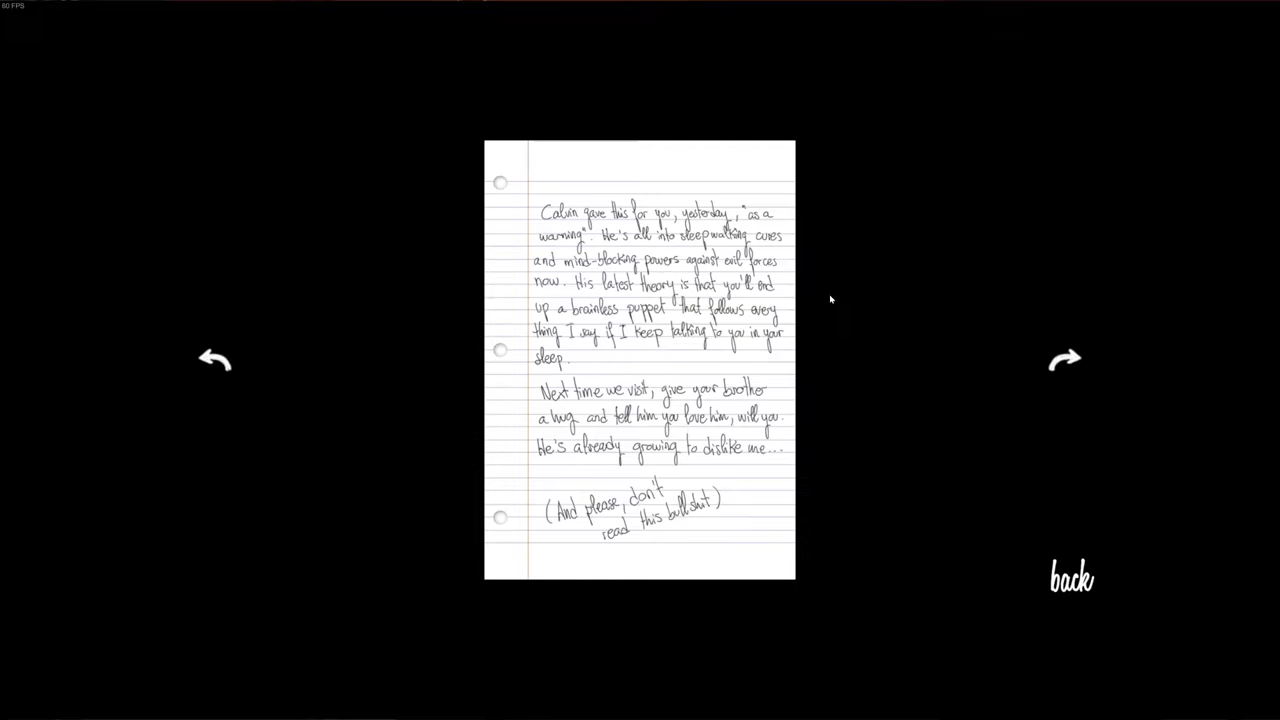 60 FPS
Calvin gave this for you, yesterday, "as a
warning". He's all into sleepwalking cures
and mind-blocking powers against evil forces
now. His latest theory is that you'll end
up a brainless puppet that follows every
thing I say if I keep talking to you in your
sleep.
Next time we visit, give your brother
a hug and tell him you love him, will you.
He's already growing to dislike me...
(And please, don't
read this bullshit)
back